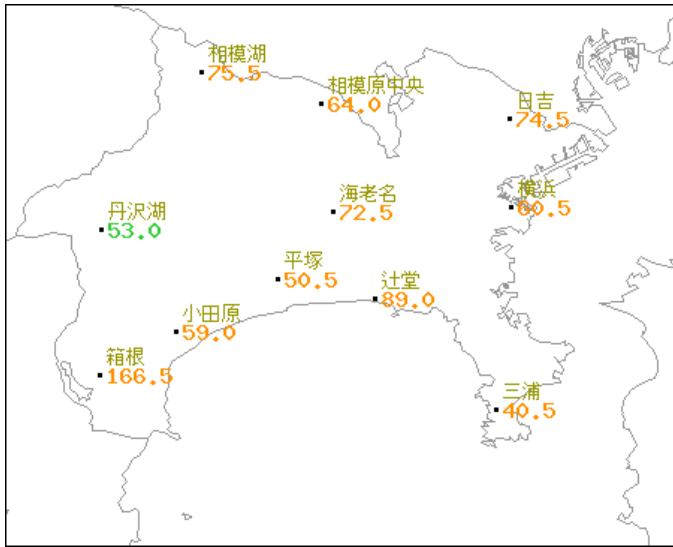 相模湖
75.5
相模原中央
64.0
日吉
74.5
海老名
72.5
横浜
60.5
丹沢湖
53.0
平塚
50.5
辻堂
89.0
小田原
59.0
箱根
166.5
三浦
40.5